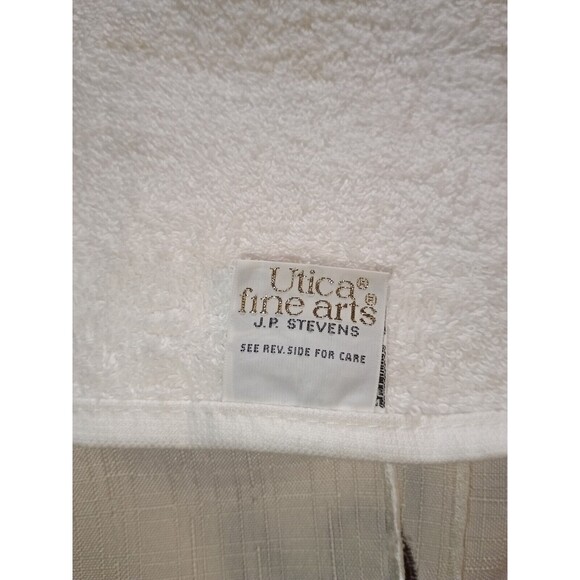 Utica®
fine arts®
J.P. STEVENS
SEE REV. SIDE FOR CARE